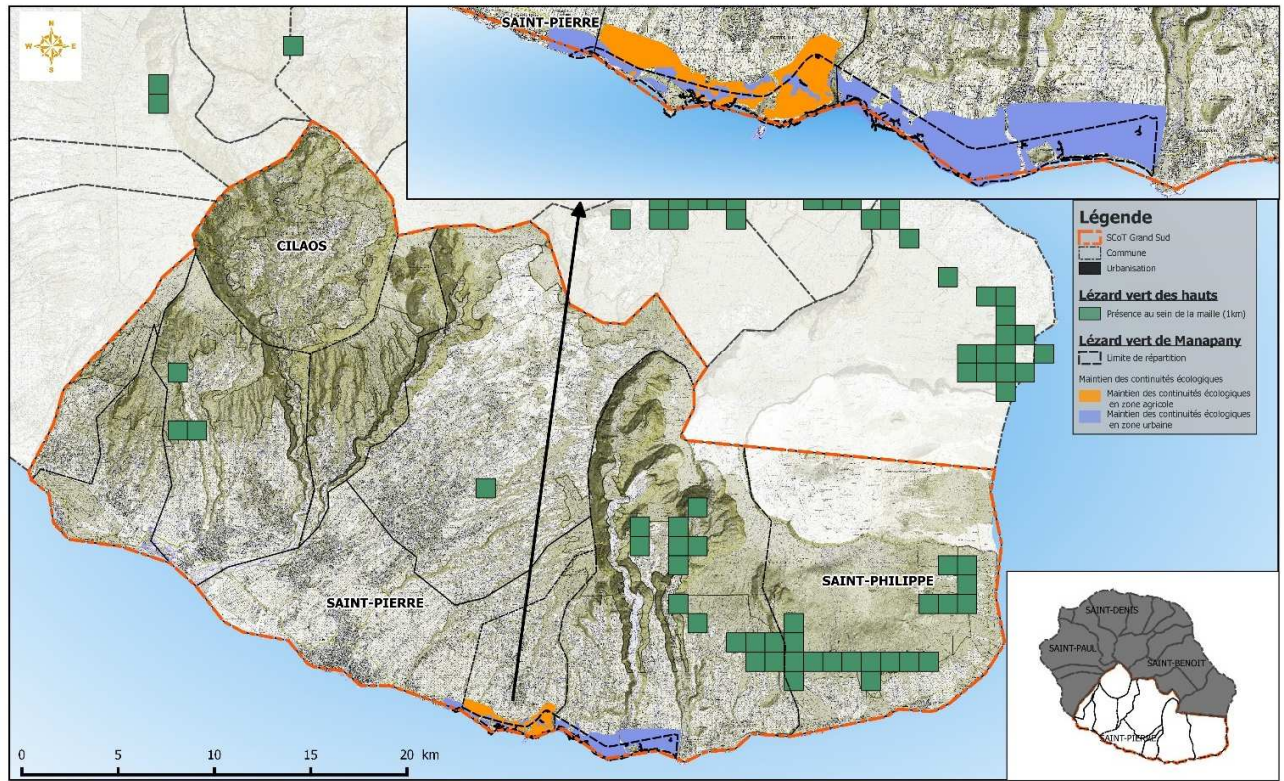 N
W E
S
SAINT-PIERRE
CILAOS
Légende
SCoT Grand Sud
Commune
Urbanisation
Lézard vert des hauts
Présence au sein de la maille (1km)
Lézard vert de Manapany
Limite de répartition
Maintien des continuités écologiques
Maintien des continuités écologiques
en zone agricole
Maintien des continuités écologiques
en zone urbaine
SAINT-PHILIPPE
SAINT-PIERRE
SAINT-DENIS
SAINT-PAUL
SAINT-BENOIT
SAINT-PIERRE
0 5 10 15 20 km